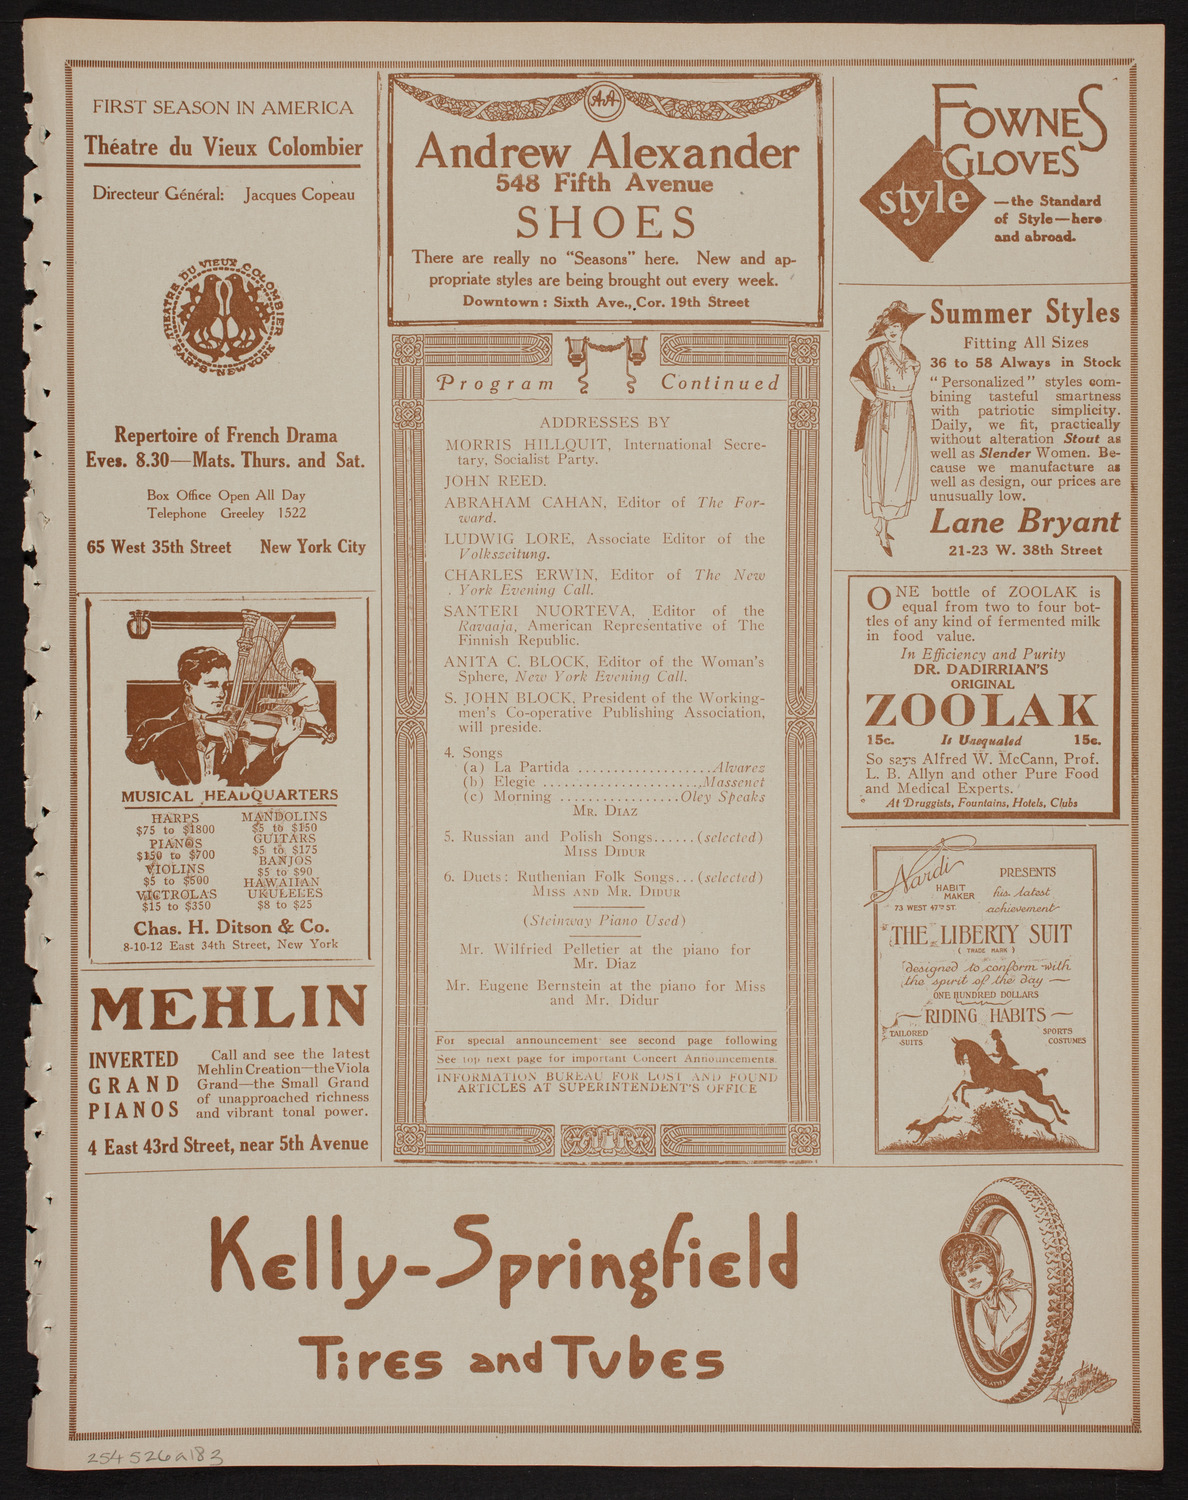 FIRST SEASON IN AMERICA
Théatre du Vieux Colombier
Directeur Général: Jacques Copeau
THEATRE DU VIEUX COLOMBIER
PARIS-NEW YORK
Repertoire of French Drama
Eves. 8.30—Mats. Thurs. and Sat.
Box Office Open All Day
Telephone Greeley 1522
65 West 35th Street New York City
MUSICAL HEADQUARTERS
HARPS
$75 to $1800
PIANOS
$150 to $700
VIOLINS
$5 to $500
VICTROLAS
$15 to $350
MANDOLINS
$5 to $150
GUITARS
$5 to $175
BANJOS
$5 to $90
HAWAIIAN
UKULELES
$8 to $25
Chas. H. Ditson & Co.
8-10-12 East 34th Street, New York
MEHLIN
INVERTED
GRAND
PIANOS
Call and see the latest
Mehlin Creation—the Viola
Grand—the Small Grand
of unapproached richness
and vibrant tonal power.
4 East 43rd Street, near 5th Avenue
AA
Andrew Alexander
548 Fifth Avenue
SHOES
There are really no "Seasons" here. New and ap-
propriate styles are being brought out every week.
Downtown: Sixth Ave., Cor. 19th Street
Program Continued
ADDRESSES BY
MORRIS HILLQUIT, International Secre-
tary, Socialist Party.
JOHN REED.
ABRAHAM CAHAN, Editor of The For-
ward.
LUDWIG LORE, Associate Editor of the
Volkszeitung.
CHARLES ERWIN, Editor of The New
York Evening Call.
SANTERI NUORTEVA, Editor of the
Ravaaja, American Representative of The
Finnish Republic.
ANITA C. BLOCK, Editor of the Woman's
Sphere, New York Evening Call.
S. JOHN BLOCK, President of the Working-
men's Co-operative Publishing Association,
will preside.
4. Songs
(a) La Partida ...................Alvarez
(b) Elegie .......................Massenet
(c) Morning .................Oley Speaks
MR. DIAZ
5. Russian and Polish Songs......(selected)
MISS DIDUR
6. Duets: Ruthenian Folk Songs...(selected)
MISS AND MR. DIDUR
(Steinway Piano Used)
Mr. Wilfried Pelletier at the piano for
Mr. Diaz
Mr. Eugene Bernstein at the piano for Miss
and Mr. Didur
For special announcement see second page following
See top next page for important Concert Announcements
INFORMATION BUREAU FOR LOST AND FOUND
ARTICLES AT SUPERINTENDENT'S OFFICE
FOWNES
GLOVES
style
—the Standard
of Style—here
and abroad.
Summer Styles
Fitting All Sizes
36 to 58 Always in Stock
"Personalized" styles com-
bining tasteful smartness
with patriotic simplicity.
Daily, we fit, practically
without alteration Stout as
well as Slender Women. Be-
cause we manufacture as
well as design, our prices are
unusually low.
Lane Bryant
21-23 W. 38th Street
ONE bottle of ZOOLAK is
equal from two to four bot-
tles of any kind of fermented milk
in food value.
In Efficiency and Purity
DR. DADIRRIAN'S
ORIGINAL
ZOOLAK
15c. Is Unequaled 15c.
So says Alfred W. McCann, Prof.
L. B. Allyn and other Pure Food
and Medical Experts.
At Druggists, Fountains, Hotels, Clubs
Nardi
HABIT
MAKER
73 WEST 47TH ST.
PRESENTS
his latest
achievement
"THE LIBERTY SUIT
( TRADE MARK )
designed to conform with
the spirit of the day —
ONE HUNDRED DOLLARS
— RIDING HABITS —
TAILORED
SUITS
SPORTS
COSTUMES
Kelly-Springfield
Tires and Tubes
254526a183